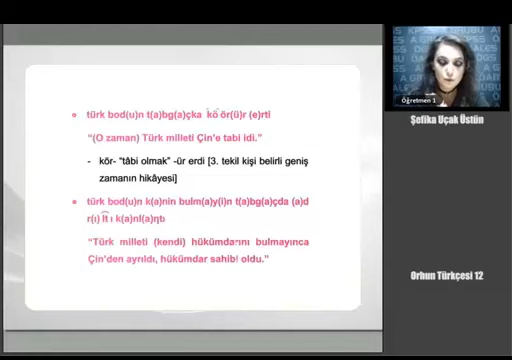 türk bod(u)n t(a)bg(a)çka kö ör(ü)r (e)rti
"(O zaman) Türk milleti Çin'e tabi idi."
- kör- "tâbi olmak" -ür erdi [3. tekil kişi belirli geniş
zamanın hikâyesi]
türk bod(u)n k(a)nin bulm(a)y(i)n t(a)bg(a)çda (a)d
r(ı) lt ı k(a)nl(a)ntı
"Türk milleti (kendi) hükümdarını bulmayınca
Çin'den ayrıldı, hükümdar sahibi oldu."
Öğretmen 1
Şefika Uçak Üstün
Orhun Türkçesi 12